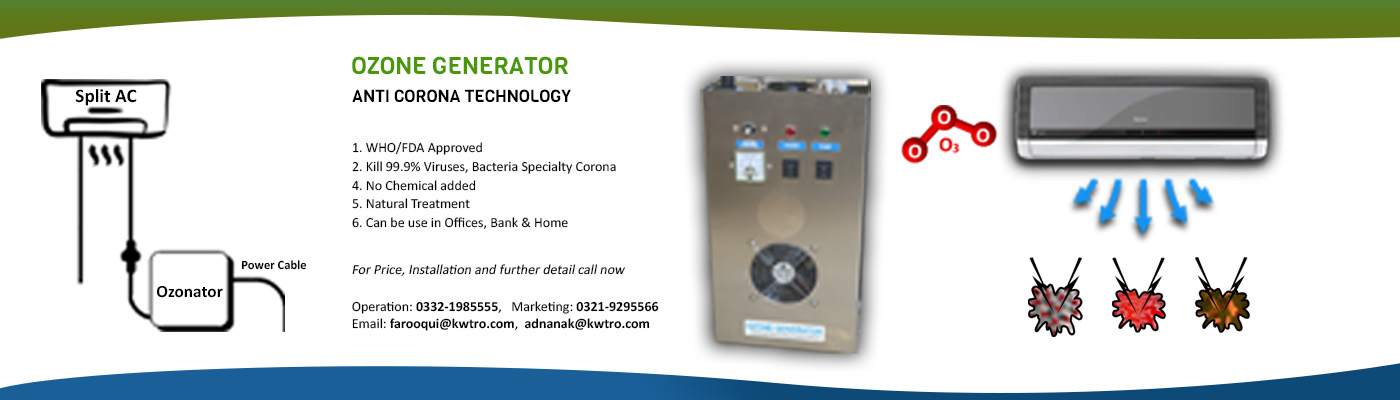 Split AC
Ozonator
Power Cable
OZONE GENERATOR
ANTI CORONA TECHNOLOGY
1. WHO/FDA Approved
2. Kill 99.9% Viruses, Bacteria Specialty Corona
4. No Chemical added
5. Natural Treatment
6. Can be use in Offices, Bank & Home
For Price, Installation and further detail call now
Operation: 0332-1985555,   Marketing: 0321-9295566
Email: farooqui@kwtro.com,  adnanak@kwtro.com
OZONE GENERATOR
O
O
O
O₃